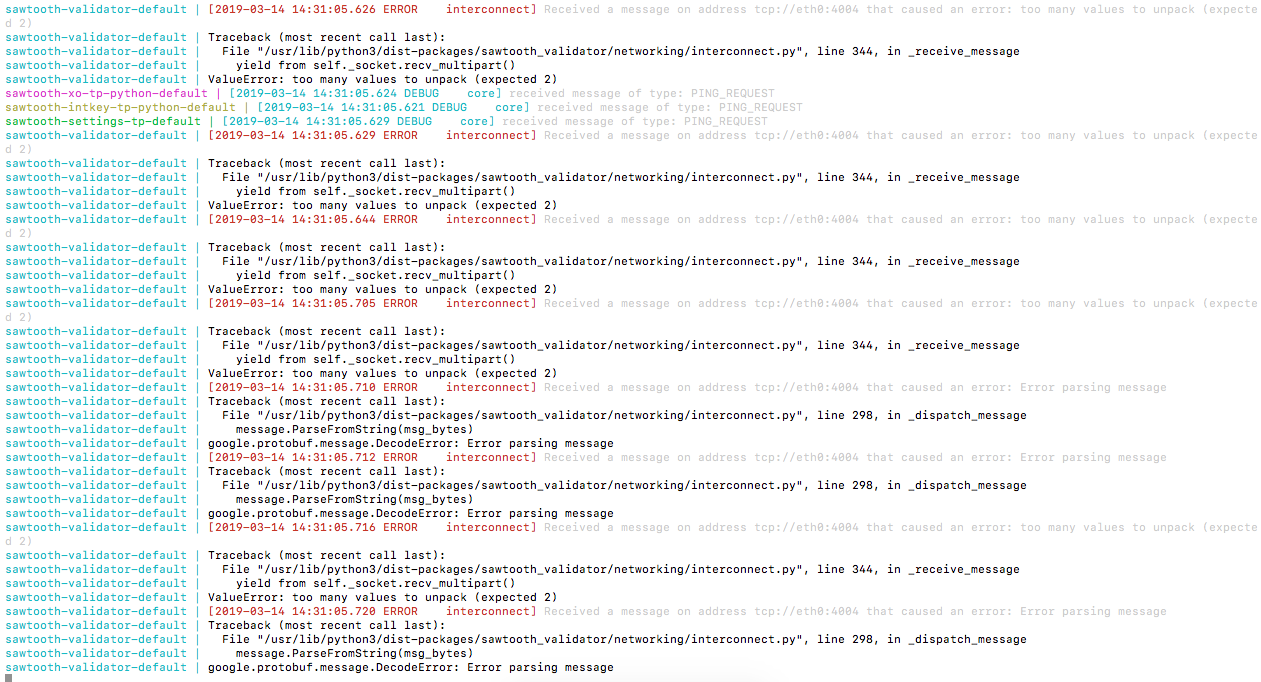 sawtooth-validator-default | [2019-03-14 14:31:05.626 ERROR    interconnect] Received a message on address tcp://eth0:4004 that caused an error: too many values to unpack (expecte
d 2)
sawtooth-validator-default | Traceback (most recent call last):
sawtooth-validator-default |   File "/usr/lib/python3/dist-packages/sawtooth_validator/networking/interconnect.py", line 344, in _receive_message
sawtooth-validator-default |     yield from self._socket.recv_multipart()
sawtooth-validator-default | ValueError: too many values to unpack (expected 2)
sawtooth-xo-tp-python-default | [2019-03-14 14:31:05.624 DEBUG    core] received message of type: PING_REQUEST
sawtooth-intkey-tp-python-default | [2019-03-14 14:31:05.621 DEBUG    core] received message of type: PING_REQUEST
sawtooth-settings-tp-default | [2019-03-14 14:31:05.629 DEBUG    core] received message of type: PING_REQUEST
sawtooth-validator-default | [2019-03-14 14:31:05.629 ERROR    interconnect] Received a message on address tcp://eth0:4004 that caused an error: too many values to unpack (expecte
d 2)
sawtooth-validator-default | Traceback (most recent call last):
sawtooth-validator-default |   File "/usr/lib/python3/dist-packages/sawtooth_validator/networking/interconnect.py", line 344, in _receive_message
sawtooth-validator-default |     yield from self._socket.recv_multipart()
sawtooth-validator-default | ValueError: too many values to unpack (expected 2)
sawtooth-validator-default | [2019-03-14 14:31:05.644 ERROR    interconnect] Received a message on address tcp://eth0:4004 that caused an error: too many values to unpack (expecte
d 2)
sawtooth-validator-default | Traceback (most recent call last):
sawtooth-validator-default |   File "/usr/lib/python3/dist-packages/sawtooth_validator/networking/interconnect.py", line 344, in _receive_message
sawtooth-validator-default |     yield from self._socket.recv_multipart()
sawtooth-validator-default | ValueError: too many values to unpack (expected 2)
sawtooth-validator-default | [2019-03-14 14:31:05.705 ERROR    interconnect] Received a message on address tcp://eth0:4004 that caused an error: too many values to unpack (expecte
d 2)
sawtooth-validator-default | Traceback (most recent call last):
sawtooth-validator-default |   File "/usr/lib/python3/dist-packages/sawtooth_validator/networking/interconnect.py", line 344, in _receive_message
sawtooth-validator-default |     yield from self._socket.recv_multipart()
sawtooth-validator-default | ValueError: too many values to unpack (expected 2)
sawtooth-validator-default | [2019-03-14 14:31:05.710 ERROR    interconnect] Received a message on address tcp://eth0:4004 that caused an error: Error parsing message
sawtooth-validator-default | Traceback (most recent call last):
sawtooth-validator-default |   File "/usr/lib/python3/dist-packages/sawtooth_validator/networking/interconnect.py", line 298, in _dispatch_message
sawtooth-validator-default |     message.ParseFromString(msg_bytes)
sawtooth-validator-default | google.protobuf.message.DecodeError: Error parsing message
sawtooth-validator-default | [2019-03-14 14:31:05.712 ERROR    interconnect] Received a message on address tcp://eth0:4004 that caused an error: Error parsing message
sawtooth-validator-default | Traceback (most recent call last):
sawtooth-validator-default |   File "/usr/lib/python3/dist-packages/sawtooth_validator/networking/interconnect.py", line 298, in _dispatch_message
sawtooth-validator-default |     message.ParseFromString(msg_bytes)
sawtooth-validator-default | google.protobuf.message.DecodeError: Error parsing message
sawtooth-validator-default | [2019-03-14 14:31:05.716 ERROR    interconnect] Received a message on address tcp://eth0:4004 that caused an error: too many values to unpack (expecte
d 2)
sawtooth-validator-default | Traceback (most recent call last):
sawtooth-validator-default |   File "/usr/lib/python3/dist-packages/sawtooth_validator/networking/interconnect.py", line 344, in _receive_message
sawtooth-validator-default |     yield from self._socket.recv_multipart()
sawtooth-validator-default | ValueError: too many values to unpack (expected 2)
sawtooth-validator-default | [2019-03-14 14:31:05.720 ERROR    interconnect] Received a message on address tcp://eth0:4004 that caused an error: Error parsing message
sawtooth-validator-default | Traceback (most recent call last):
sawtooth-validator-default |   File "/usr/lib/python3/dist-packages/sawtooth_validator/networking/interconnect.py", line 298, in _dispatch_message
sawtooth-validator-default |     message.ParseFromString(msg_bytes)
sawtooth-validator-default | google.protobuf.message.DecodeError: Error parsing message